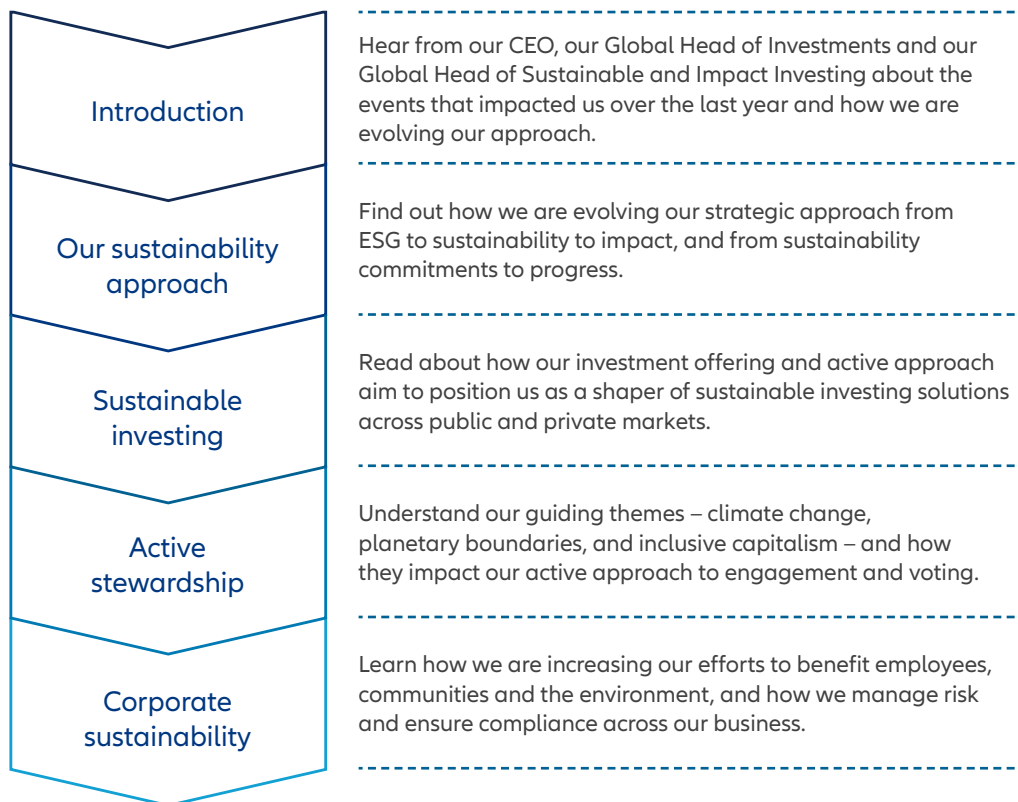 Introduction
Hear from our CEO, our Global Head of Investments and our
Global Head of Sustainable and Impact Investing about the
events that impacted us over the last year and how we are
evolving our approach.
Our sustainability
approach
Find out how we are evolving our strategic approach from
ESG to sustainability to impact, and from sustainability
commitments to progress.
Sustainable
investing
Read about how our investment offering and active approach
aim to position us as a shaper of sustainable investing solutions
across public and private markets.
Active
stewardship
Understand our guiding themes – climate change,
planetary boundaries, and inclusive capitalism – and how
they impact our active approach to engagement and voting.
Corporate
sustainability
Learn how we are increasing our efforts to benefit employees,
communities and the environment, and how we manage risk
and ensure compliance across our business.